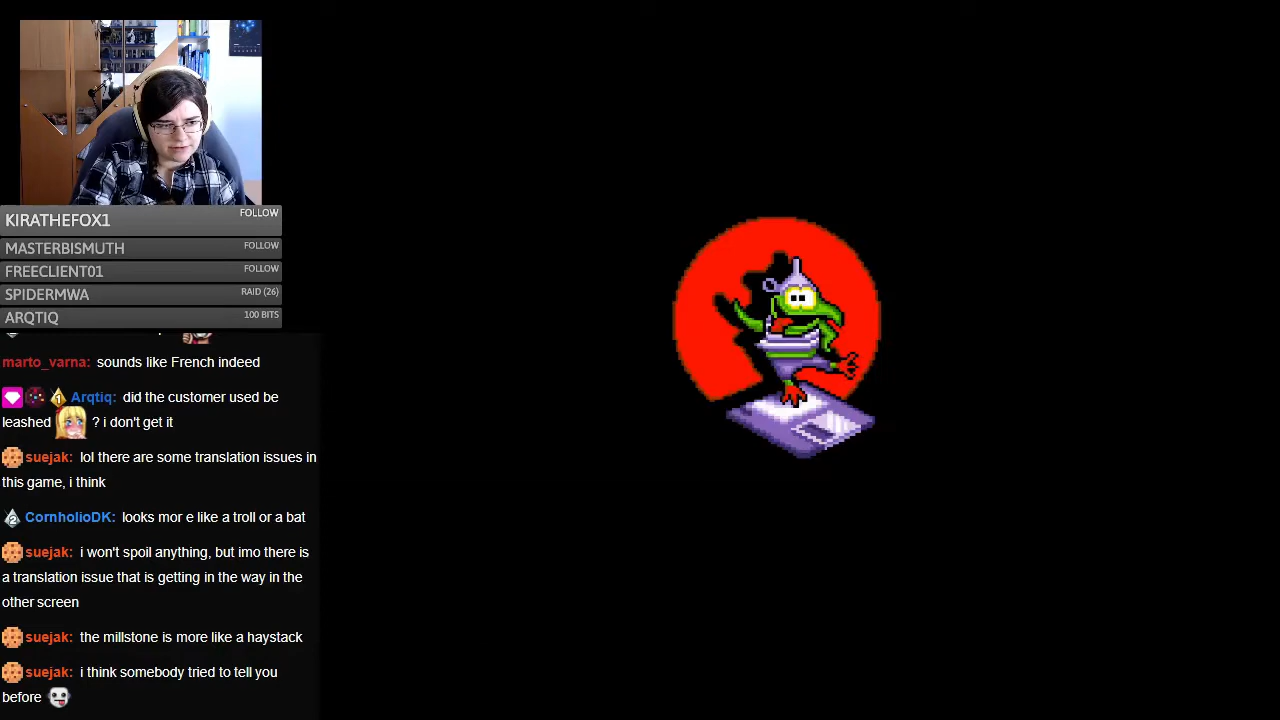 KIRATHEFOX1 FOLLOW
MASTERBISMUTH FOLLOW
FREECLIENT01 FOLLOW
SPIDERMWA RAID (26)
ARQTIQ 100 BITS
marto_varna: sounds like French indeed
1 Arqtiq: did the customer used be
leashed ? i don't get it
suejak: lol there are some translation issues in
this game, i think
2 CornholioDK: looks mor e like a troll or a bat
suejak: i won't spoil anything, but imo there is
a translation issue that is getting in the way in the
other screen
suejak: the millstone is more like a haystack
suejak: i think somebody tried to tell you
before